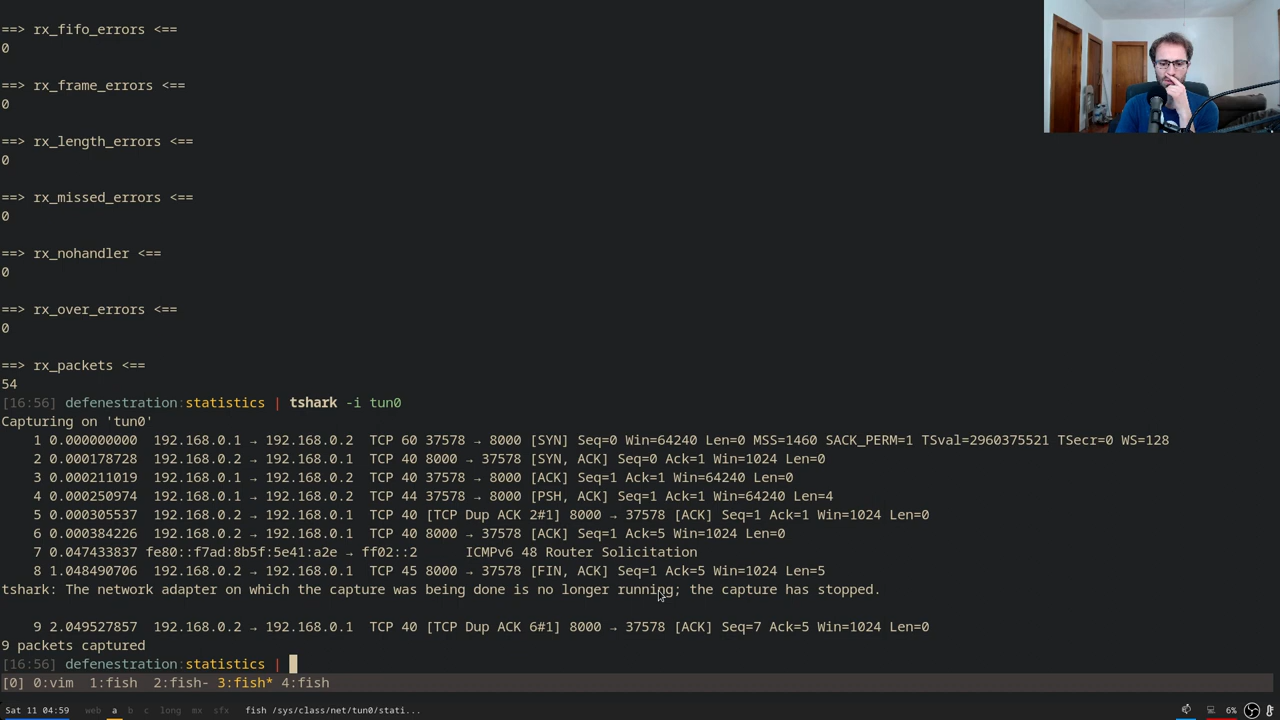 ==> rx_fifo_errors <==
0
==> rx_frame_errors <==
0
==> rx_length_errors <==
0
==> rx_missed_errors <==
0
==> rx_nohandler <==
0
==> rx_over_errors <==
0
==> rx_packets <==
54
[16:56] defenestration:statistics | tshark -i tun0
Capturing on 'tun0'
1 0.000000000 192.168.0.1 → 192.168.0.2 TCP 60 37578 → 8000 [SYN] Seq=0 Win=64240 Len=0 MSS=1460 SACK_PERM=1 TSval=2960375521 TSecr=0 WS=128
2 0.000178728 192.168.0.2 → 192.168.0.1 TCP 40 8000 → 37578 [SYN, ACK] Seq=0 Ack=1 Win=1024 Len=0
3 0.000211019 192.168.0.1 → 192.168.0.2 TCP 40 37578 → 8000 [ACK] Seq=1 Ack=1 Win=64240 Len=0
4 0.000250974 192.168.0.1 → 192.168.0.2 TCP 44 37578 → 8000 [PSH, ACK] Seq=1 Ack=1 Win=64240 Len=4
5 0.000305537 192.168.0.2 → 192.168.0.1 TCP 40 [TCP Dup ACK 2#1] 8000 → 37578 [ACK] Seq=1 Ack=1 Win=1024 Len=0
6 0.000384226 192.168.0.2 → 192.168.0.1 TCP 40 8000 → 37578 [ACK] Seq=1 Ack=5 Win=1024 Len=0
7 0.047433837 fe80::f7ad:8b5f:5e41:a2e → ff02::2 ICMPv6 48 Router Solicitation
8 1.048490706 192.168.0.2 → 192.168.0.1 TCP 45 8000 → 37578 [FIN, ACK] Seq=1 Ack=5 Win=1024 Len=5
tshark: The network adapter on which the capture was being done is no longer running; the capture has stopped.
9 2.049527857 192.168.0.2 → 192.168.0.1 TCP 40 [TCP Dup ACK 6#1] 8000 → 37578 [ACK] Seq=7 Ack=5 Win=1024 Len=0
9 packets captured
[16:56] defenestration:statistics |
[0] 0:vim 1:fish 2:fish- 3:fish* 4:fish
Sat 11 04:59 web a b c long mx sfx fish /sys/class/net/tun0/stati... 6%